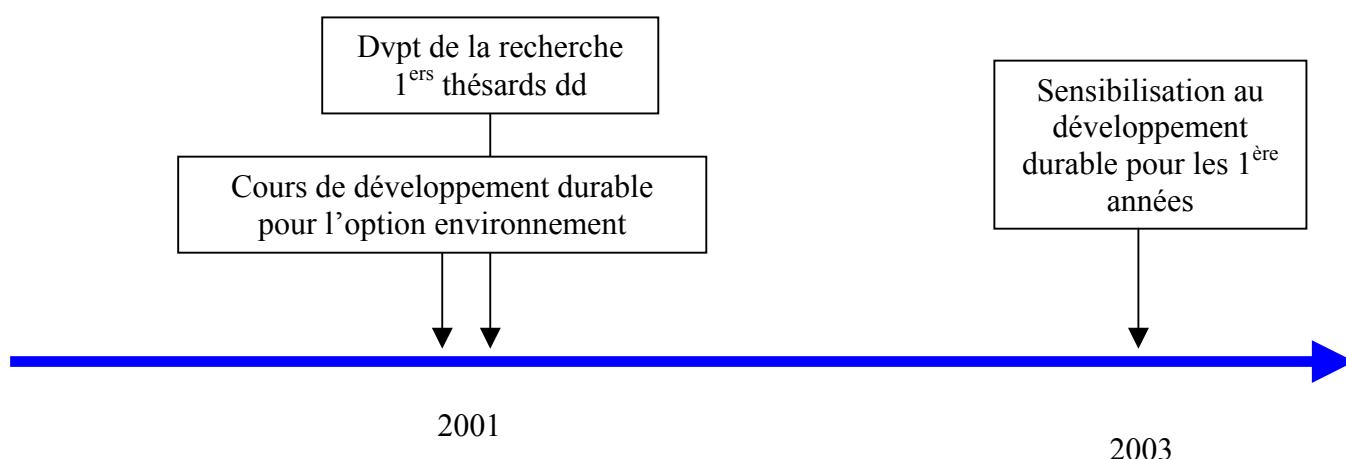 Dvpt de la recherche
1ers thésards dd
Cours de développement durable
pour l’option environnement
Sensibilisation au
développement
durable pour les 1ère
années
2001
2003